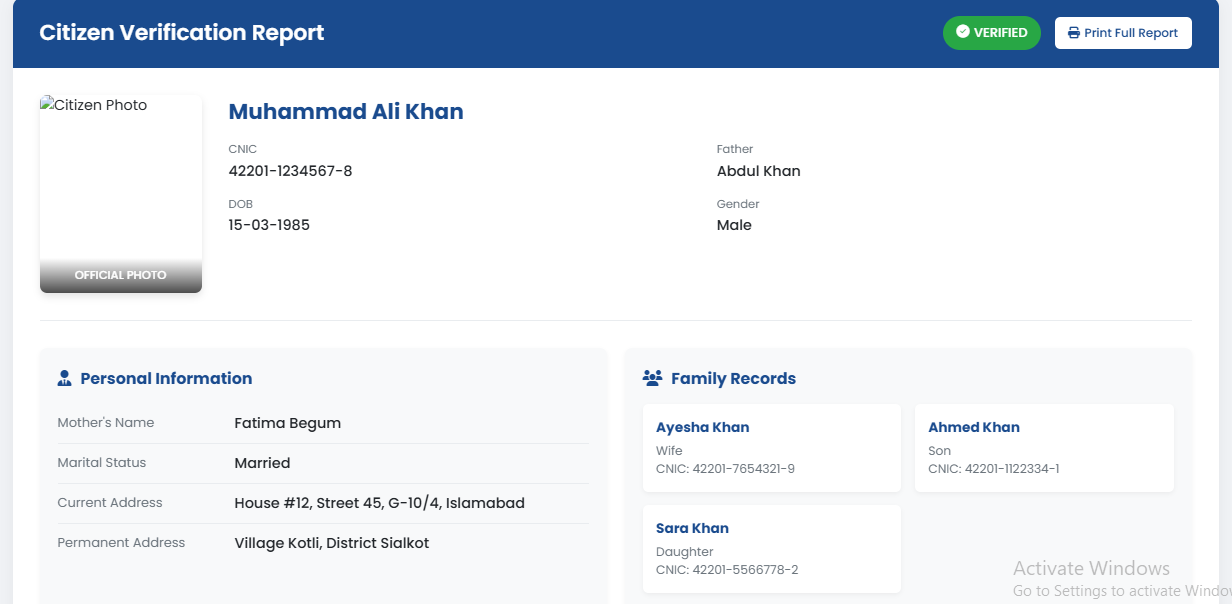 Citizen Verification Report
VERIFIED
Print Full Report
Citizen Photo
OFFICIAL PHOTO
Muhammad Ali Khan
CNIC
42201-1234567-8
Father
Abdul Khan
DOB
15-03-1985
Gender
Male
Personal Information
Mother's Name Fatima Begum
Marital Status Married
Current Address House #12, Street 45, G-10/4, Islamabad
Permanent Address Village Kotli, District Sialkot
Family Records
Ayesha Khan
Wife
CNIC: 42201-7654321-9
Ahmed Khan
Son
CNIC: 42201-1122334-1
Sara Khan
Daughter
CNIC: 42201-5566778-2
Activate Windows
Go to Settings to activate Windo